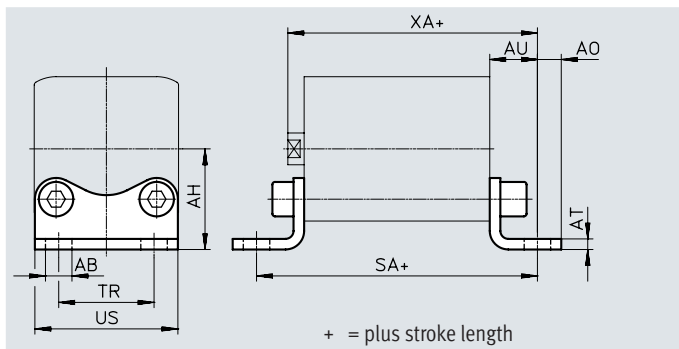 XA+
AU
AO
AH
AT
AB
SA+
TR
US
+ = plus stroke length